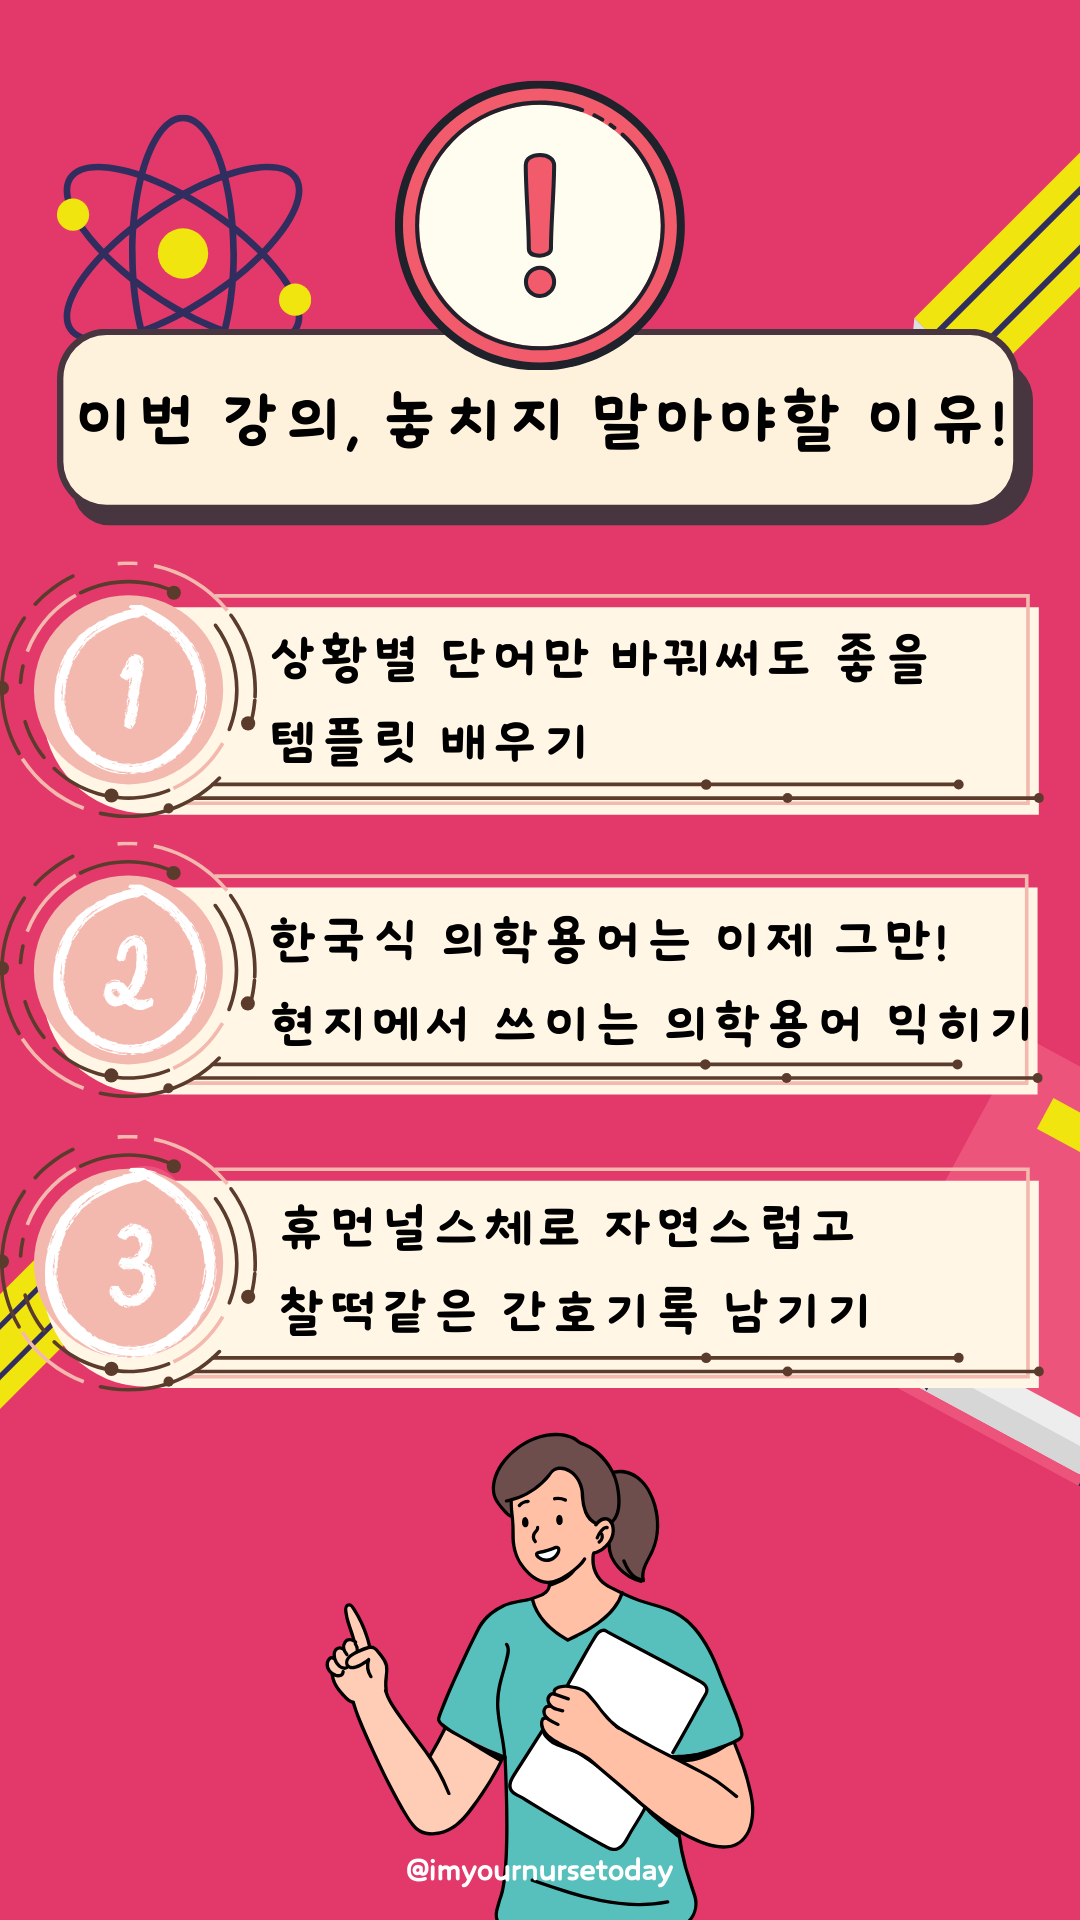 이번 강의, 놓치지 말아야할 이유!
1
상황별 단어만 바꿔써도 좋을
템플릿 배우기
2
한국식 의학용어는 이제 그만!
현지에서 쓰이는 의학용어 익히기
3
휴먼널스체로 자연스럽고
찰떡같은 간호기록 남기기
@imyournursetoday